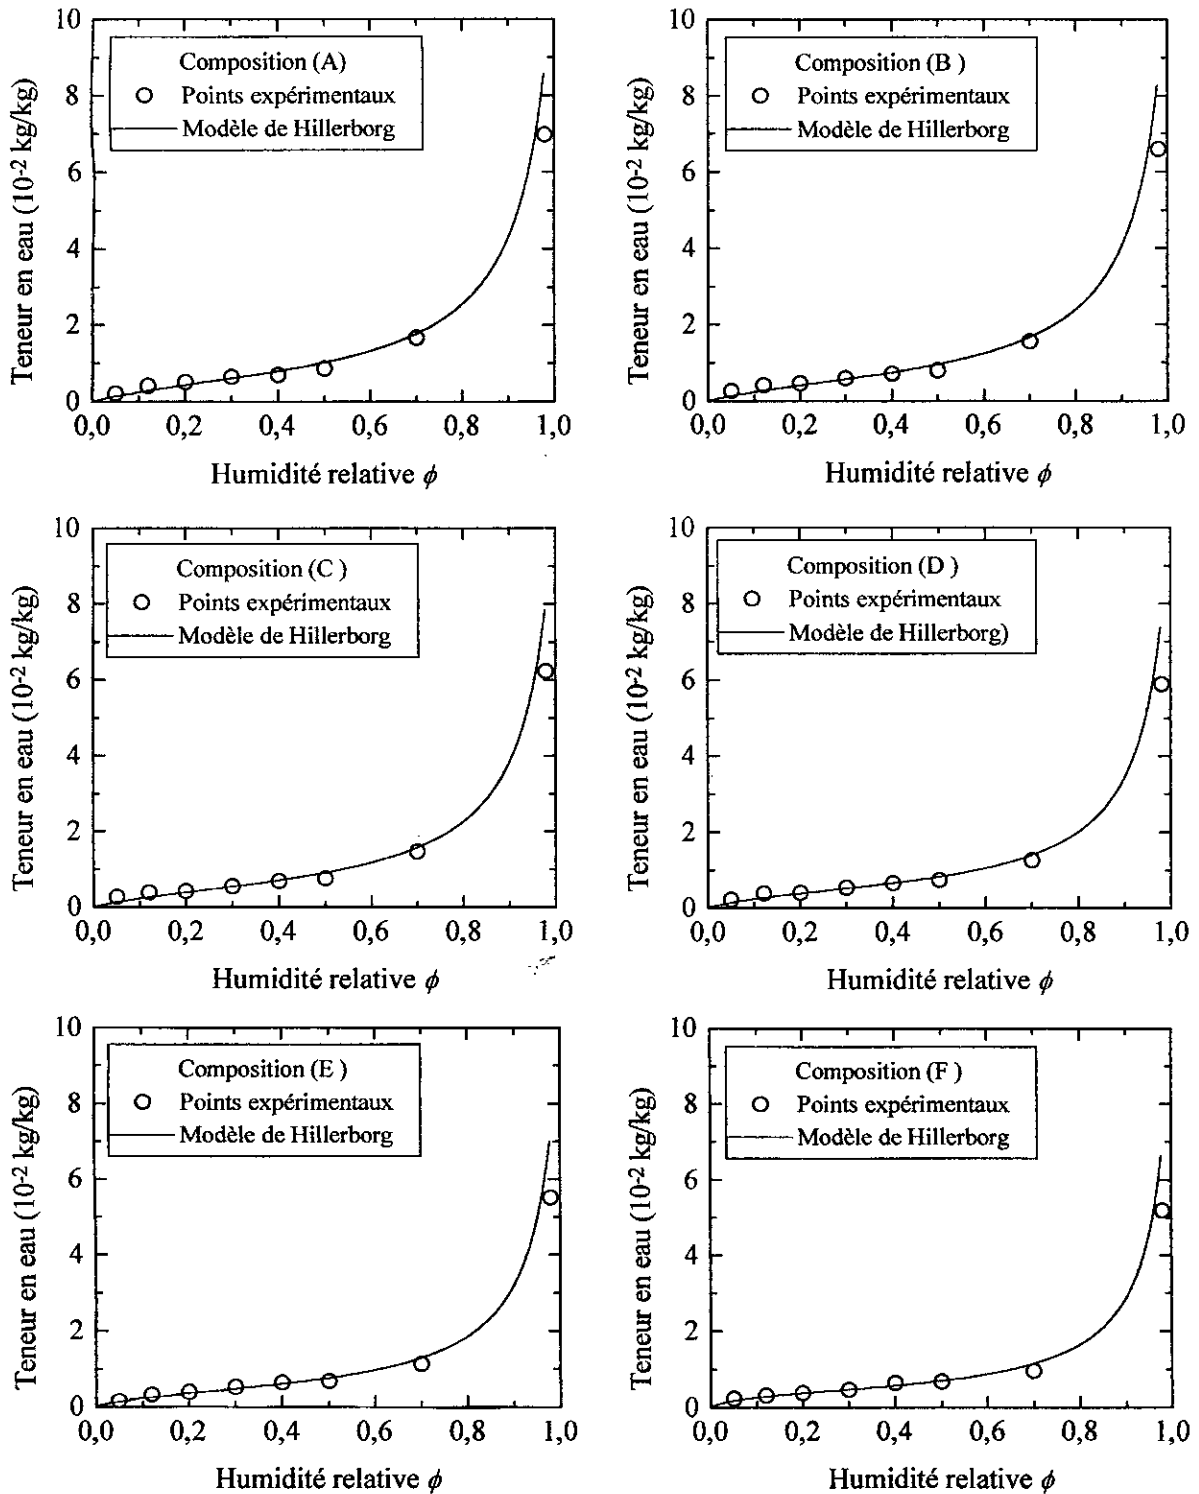 10
8
6
4
2
0
Teneur en eau (10-2 kg/kg)
Composition (A)
Points expérimentaux
Modèle de Hillerborg
0,0 0,2 0,4 0,6 0,8 1,0
Humidité relative ϕ
10
8
6
4
2
0
Teneur en eau (10-2 kg/kg)
Composition (B )
Points expérimentaux
Modèle de Hillerborg
0,0 0,2 0,4 0,6 0,8 1,0
Humidité relative ϕ
10
8
6
4
2
0
Teneur en eau (10-2 kg/kg)
Composition (C )
Points expérimentaux
Modèle de Hillerborg
0,0 0,2 0,4 0,6 0,8 1,0
Humidité relative ϕ
10
8
6
4
2
0
Teneur en eau (10-2 kg/kg)
Composition (D )
Points expérimentaux
Modèle de Hillerborg)
0,0 0,2 0,4 0,6 0,8 1,0
Humidité relative ϕ
10
8
6
4
2
0
Teneur en eau (10-2 kg/kg)
Composition (E )
Points expérimentaux
Modèle de Hillerborg
0,0 0,2 0,4 0,6 0,8 1,0
Humidité relative ϕ
10
8
6
4
2
0
Teneur en eau (10-2 kg/kg)
Composition (F )
Points expérimentaux
Modèle de Hillerborg
0,0 0,2 0,4 0,6 0,8 1,0
Humidité relative ϕ